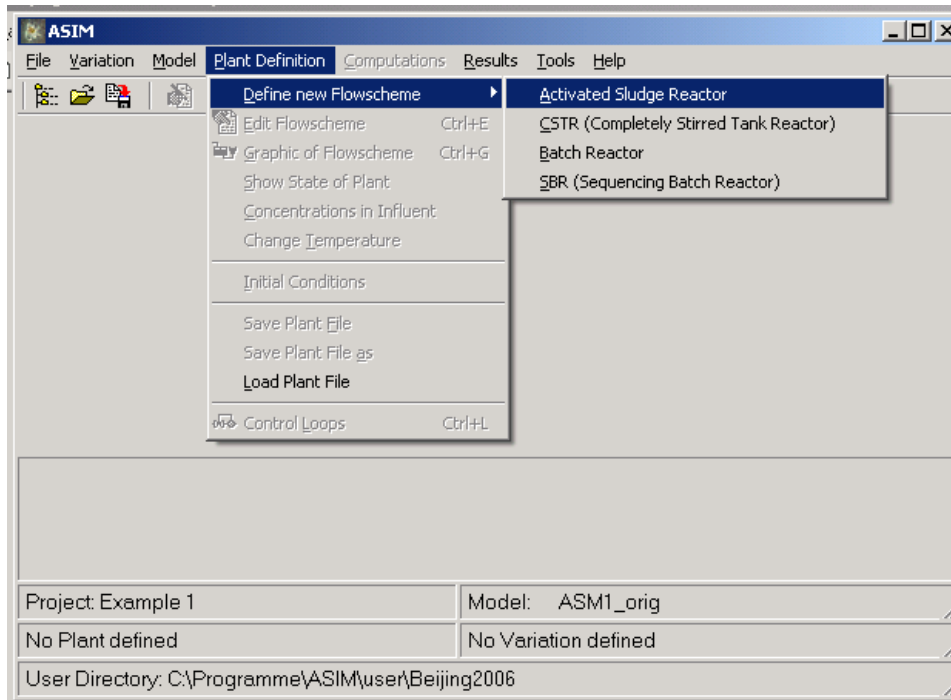 ASIM
File Variation Model Plant Definition Computations Results Tools Help
Define new Flowscheme
Edit Flowscheme Ctrl+E
Graphic of Flowscheme Ctrl+G
Show State of Plant
Concentrations in Influent
Change Temperature
Initial Conditions
Save Plant File
Save Plant File as
Load Plant File
Control Loops Ctrl+L
Activated Sludge Reactor
CSTR (Completely Stirred Tank Reactor)
Batch Reactor
SBR (Sequencing Batch Reactor)
Project: Example 1
Model: ASM1_orig
No Plant defined
No Variation defined
User Directory: C:\Programme\ASIM\user\Beijing2006